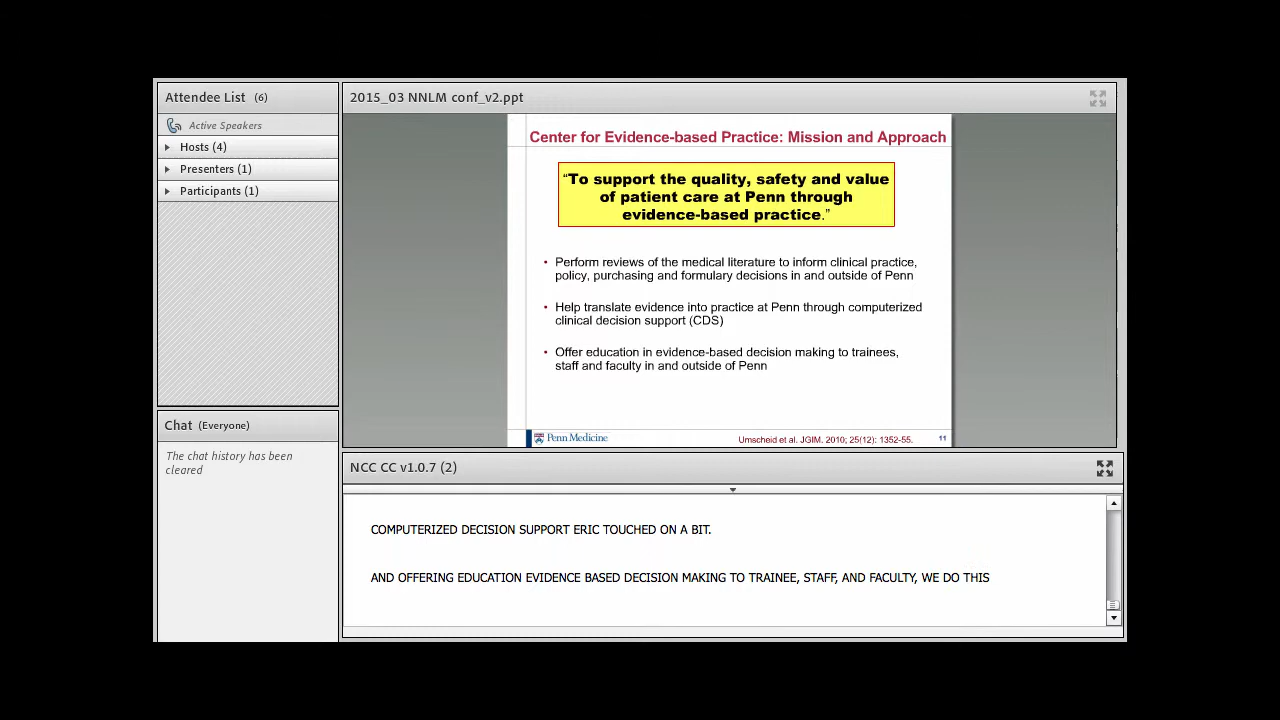 Attendee List (6)
Active Speakers
Hosts (4)
Presenters (1)
Participants (1)
Chat (Everyone)
The chat history has been
cleared
2015_03 NNLM conf_v2.ppt
Center for Evidence-based Practice: Mission and Approach
“To support the quality, safety and value
of patient care at Penn through
evidence-based practice.”
• Perform reviews of the medical literature to inform clinical practice,
policy, purchasing and formulary decisions in and outside of Penn
• Help translate evidence into practice at Penn through computerized
clinical decision support (CDS)
• Offer education in evidence-based decision making to trainees,
staff and faculty in and outside of Penn
Penn Medicine
Umscheid et al. JGIM. 2010; 25(12): 1352-55.
11
NCC CC v1.0.7 (2)
COMPUTERIZED DECISION SUPPORT ERIC TOUCHED ON A BIT.
AND OFFERING EDUCATION EVIDENCE BASED DECISION MAKING TO TRAINEE, STAFF, AND FACULTY, WE DO THIS